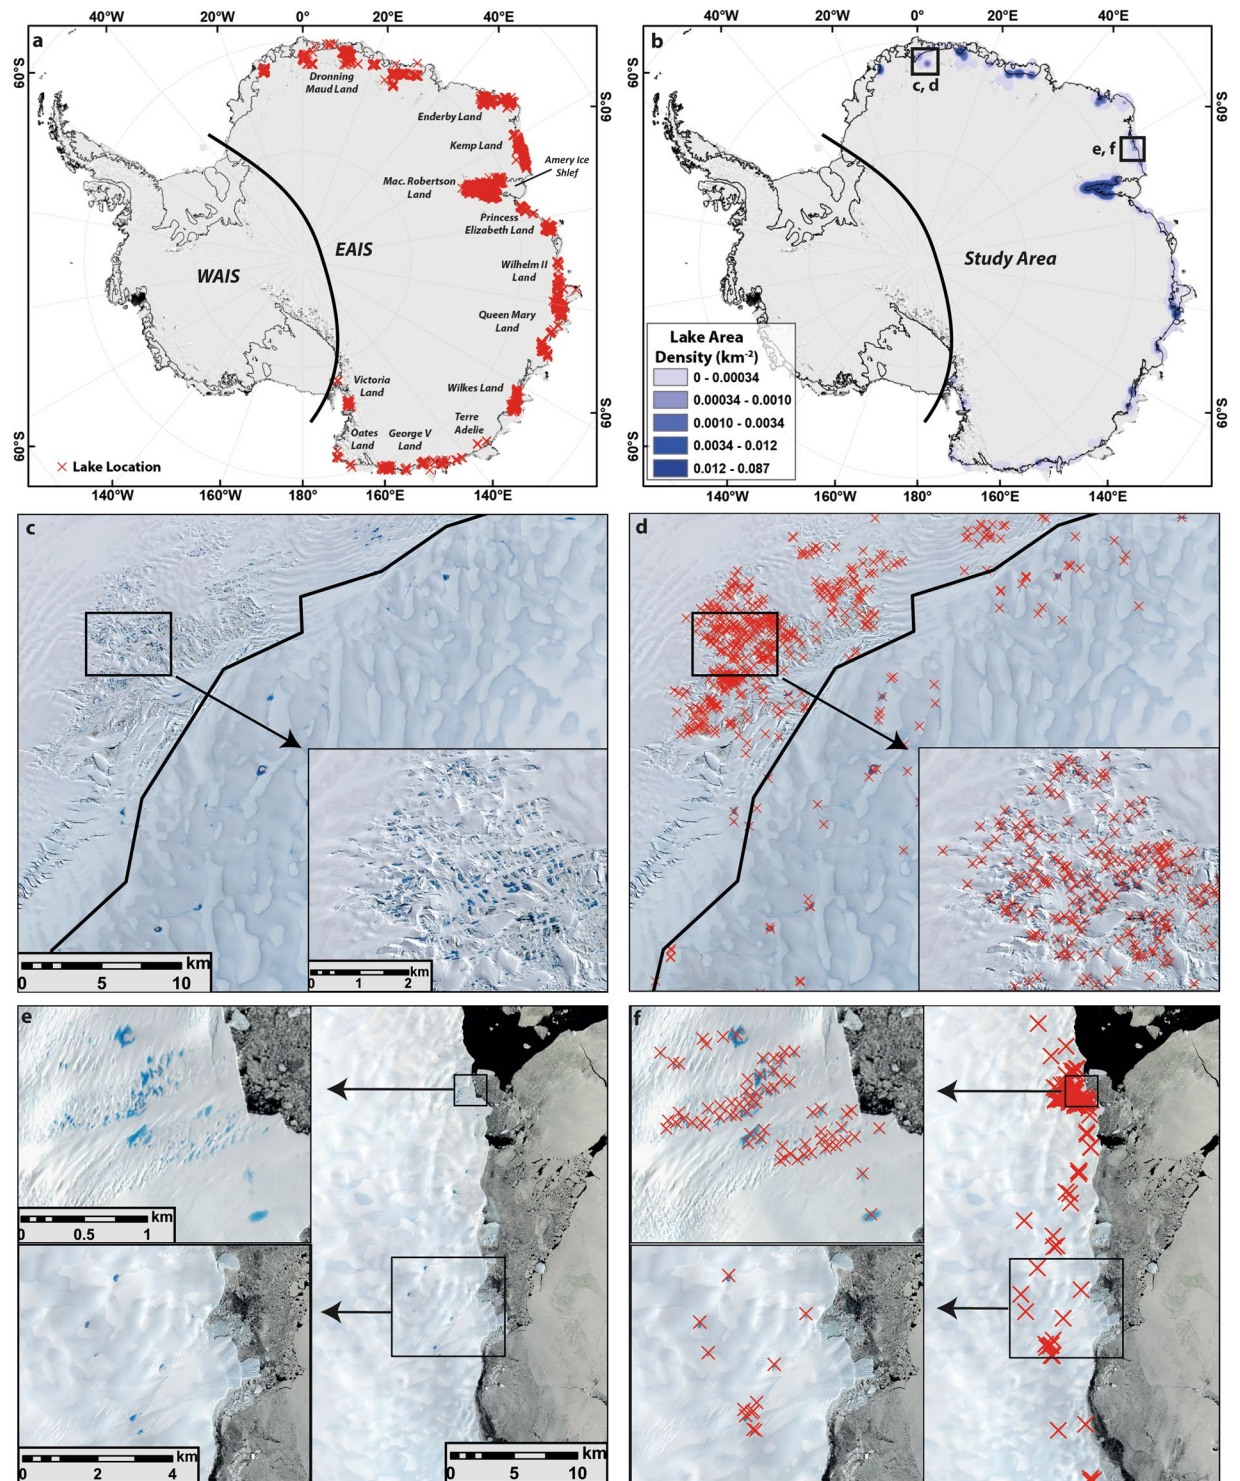 40°W 0° 20°E 40°E
a
60°S
60°S
Dronning
Maud Land
Enderby Land
Kemp Land
Amery Ice
Shlef
Mac. Robertson
Land
Princess
Elizabeth Land
EAIS
WAIS
Wilhelm II
Land
Queen Mary
Land
Victoria
Land
Wilkes Land
Terre
Adelie
Oates
Land
George V
Land
60°S
60°S
× Lake Location
140°W 160°W 180° 160°E 140°E
40°W 20°W 0° 20°E 40°E
b
60°S
c, d
e, f
Study Area
Lake Area
Density (km-2)
0 - 0.00034
0.00034 - 0.0010
0.0010 - 0.0034
0.0034 - 0.012
0.012 - 0.087
60°S
60°S
140°W 160°W 180° 160°E 140°E
c
km
0 5 10
km
0 1 2
d
e
km
0 0.5 1
km
0 2 4
km
0 5 10
f